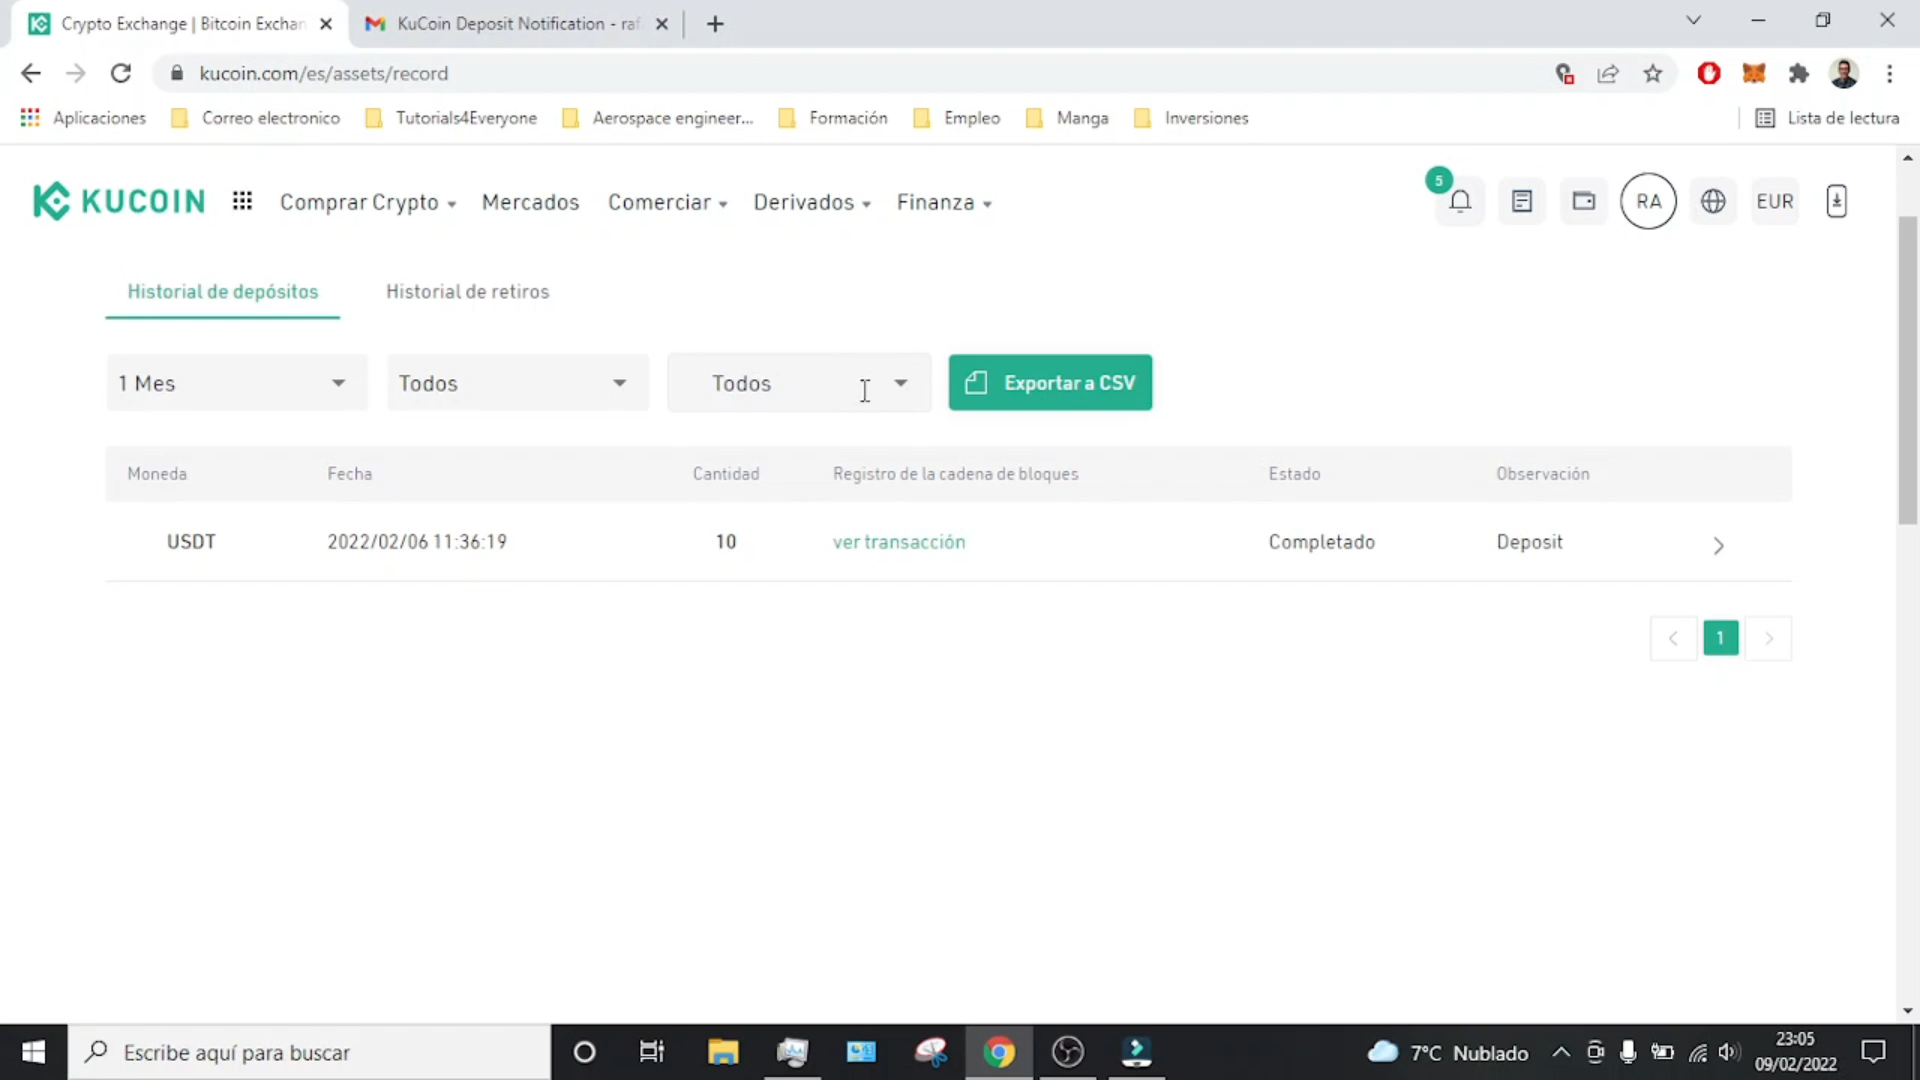 Crypto Exchange | Bitcoin Exchan
KuCoin Deposit Notification - raf
kucoin.com/es/assets/record
Aplicaciones
Correo electronico
Tutorials4Everyone
Aerospace engineer...
Formación
Empleo
Manga
Inversiones
Lista de lectura
KUCOIN
Comprar Crypto
Mercados
Comerciar
Derivados
Finanza
5
RA
EUR
Historial de depósitos
Historial de retiros
1 Mes
Todos
Todos
Exportar a CSV
Moneda
Fecha
Cantidad
Registro de la cadena de bloques
Estado
Observación
USDT
2022/02/06 11:36:19
10
ver transacción
Completado
Deposit
1
Escribe aquí para buscar
7°C Nublado
23:05
09/02/2022